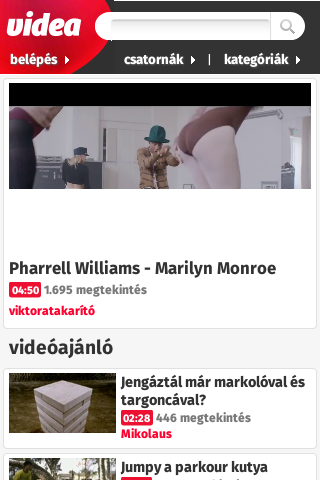 videa
belépés
csatornák | kategóriák
Pharrell Williams - Marilyn Monroe
04:50 1.695 megtekintés
viktoratakarító
videóajánló
Jengáztál már markolóval és
targoncával?
02:28 446 megtekintés
Mikolaus
Jumpy a parkour kutya